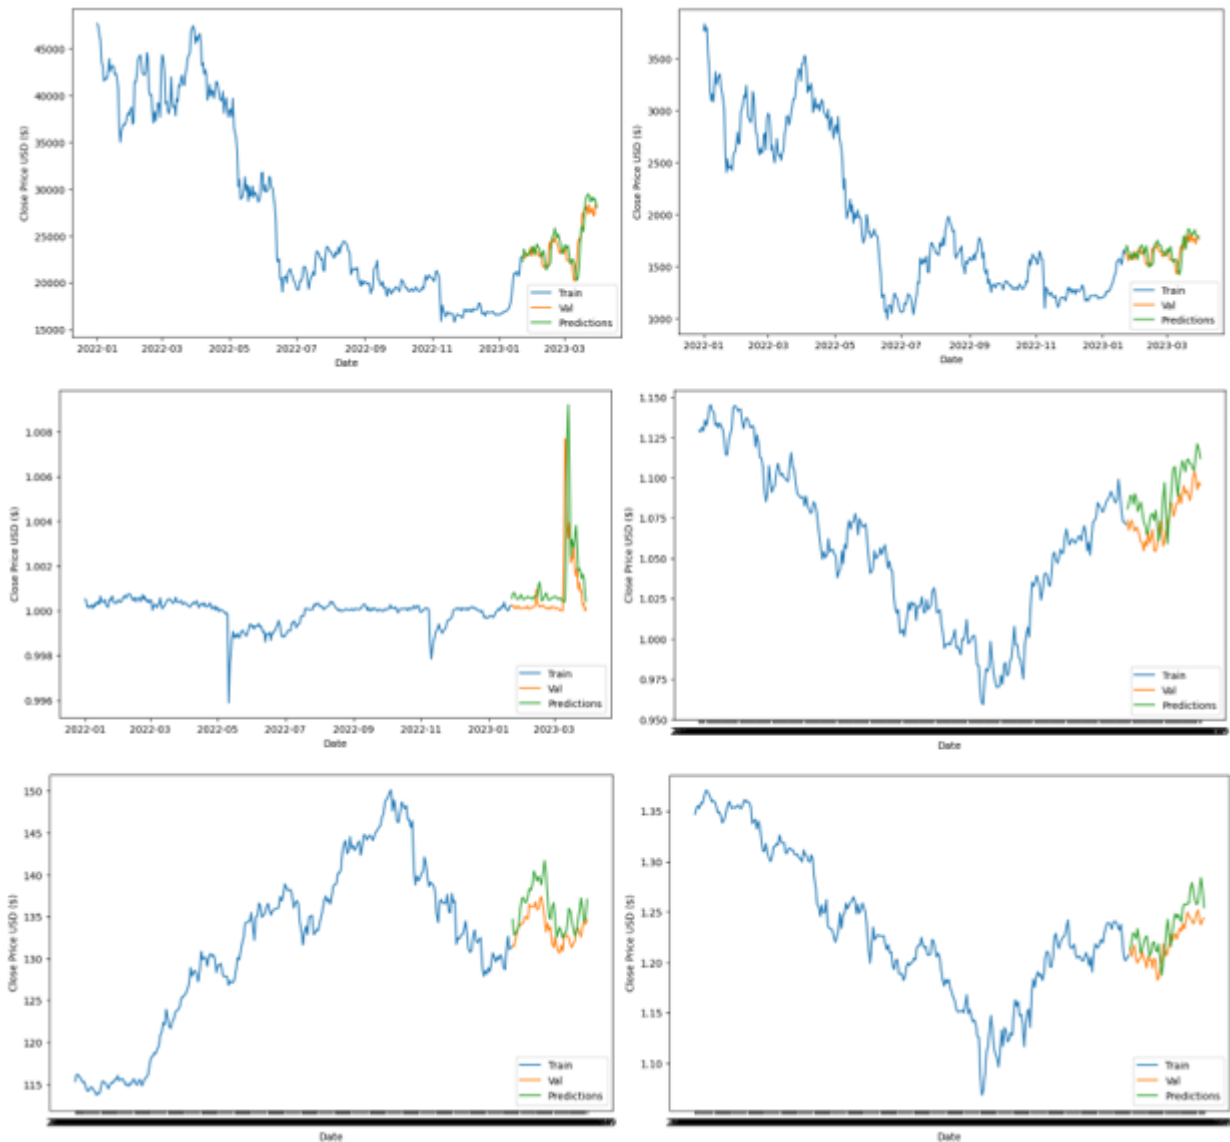 45000
40000
35000
30000
25000
20000
15000
Close Price USD ($)
2022-01 2022-03 2022-05 2022-07 2022-09 2022-11 2023-01 2023-03
Date
Train
Val
Predictions
3500
3000
2500
2000
1500
1000
Close Price USD ($)
2022-01 2022-03 2022-05 2022-07 2022-09 2022-11 2023-01 2023-03
Date
Train
Val
Predictions
1.008
1.006
1.004
1.002
1.000
0.998
0.996
Close Price USD ($)
2022-01 2022-03 2022-05 2022-07 2022-09 2022-11 2023-01 2023-03
Date
Train
Val
Predictions
1.150
1.125
1.100
1.075
1.050
1.025
1.000
0.975
0.950
Close Price USD ($)
Date
Train
Val
Predictions
150
145
140
135
130
125
120
115
Close Price USD ($)
Date
Train
Val
Predictions
1.35
1.30
1.25
1.20
1.15
1.10
Close Price USD ($)
Date
Train
Val
Predictions